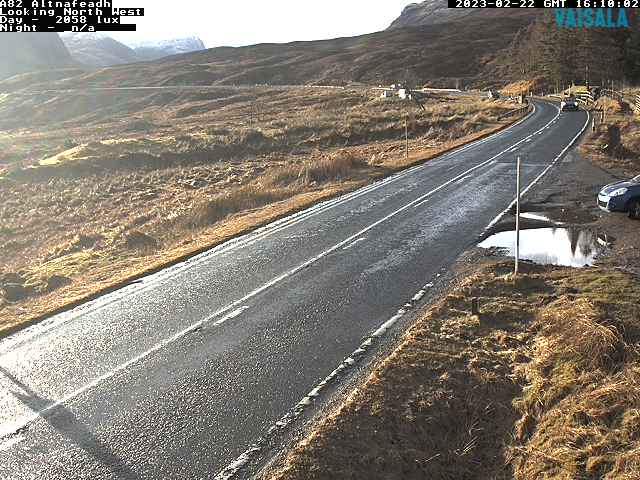 A82 Altnafeadh
Looking North West
Day - 2058 lux
Night - n/a
2023-02-22 GMT 16:10:02
VAISALA